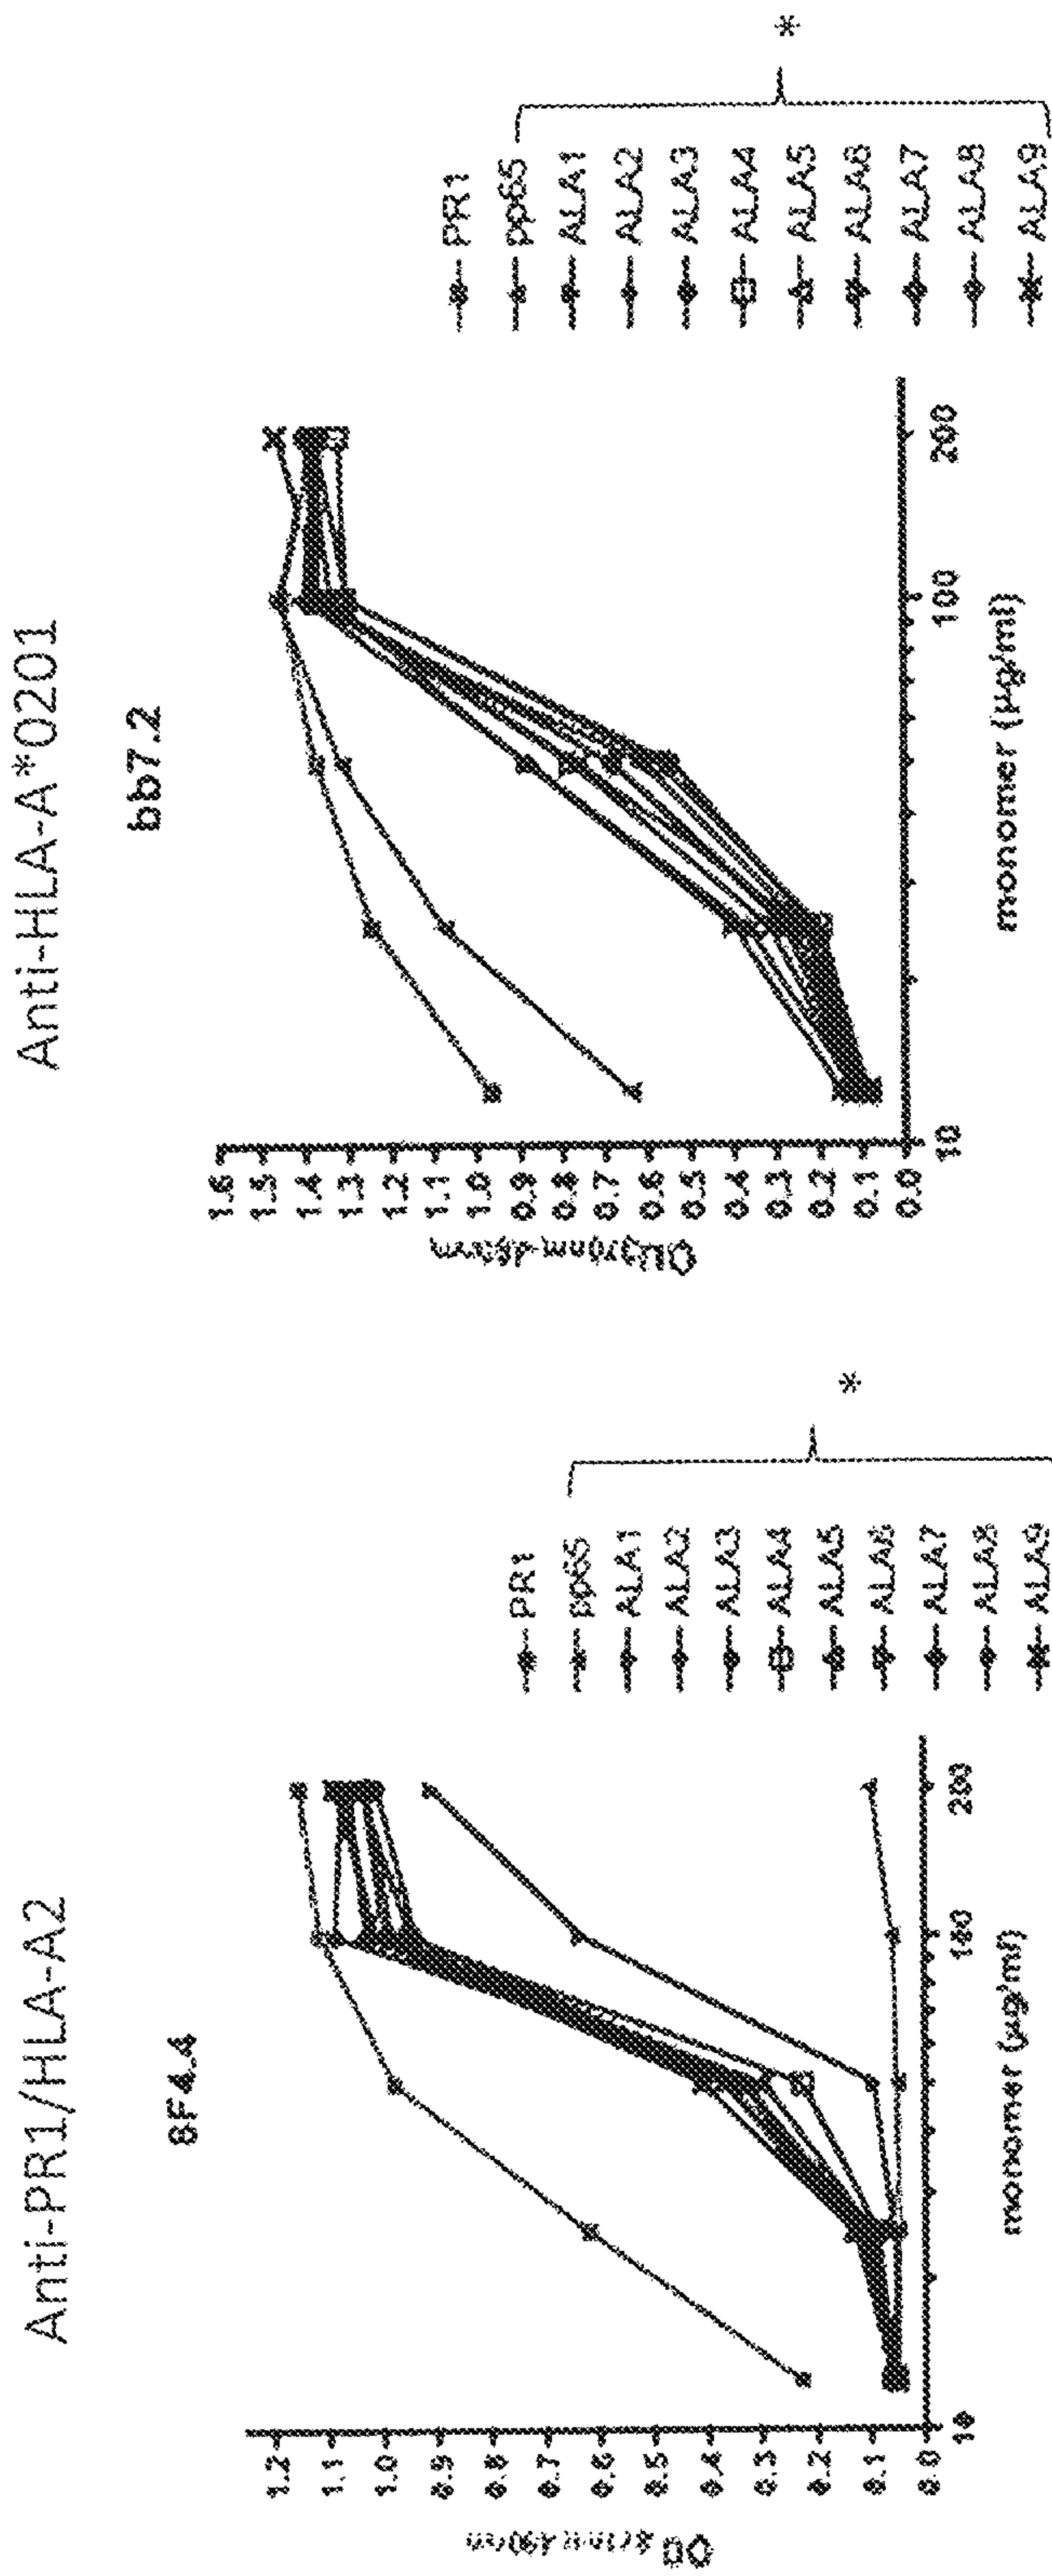 Anti-PR1/HLA-A2
8F4.4
1.2
1.1
1.0
0.9
0.8
0.6
0.5
0.4
0.3
0.2
0.1
0.0
10
100
200
monomer (µg/ml)
PR1
pp65
ALA1
ALA2
ALA3
ALA4
ALA5
ALA6
ALA7
ALA8
ALA9
*
Anti-HLA-A*0201
bb7.2
1.6
1.5
1.4
1.3
1.2
1.1
1.0
0.9
0.8
0.7
0.6
0.5
0.4
0.3
0.2
0.1
0.0
10
100
200
monomer (µg/ml)
PR1
pp65
ALA1
ALA2
ALA3
ALA4
ALA5
ALA6
ALA7
ALA8
ALA9
*